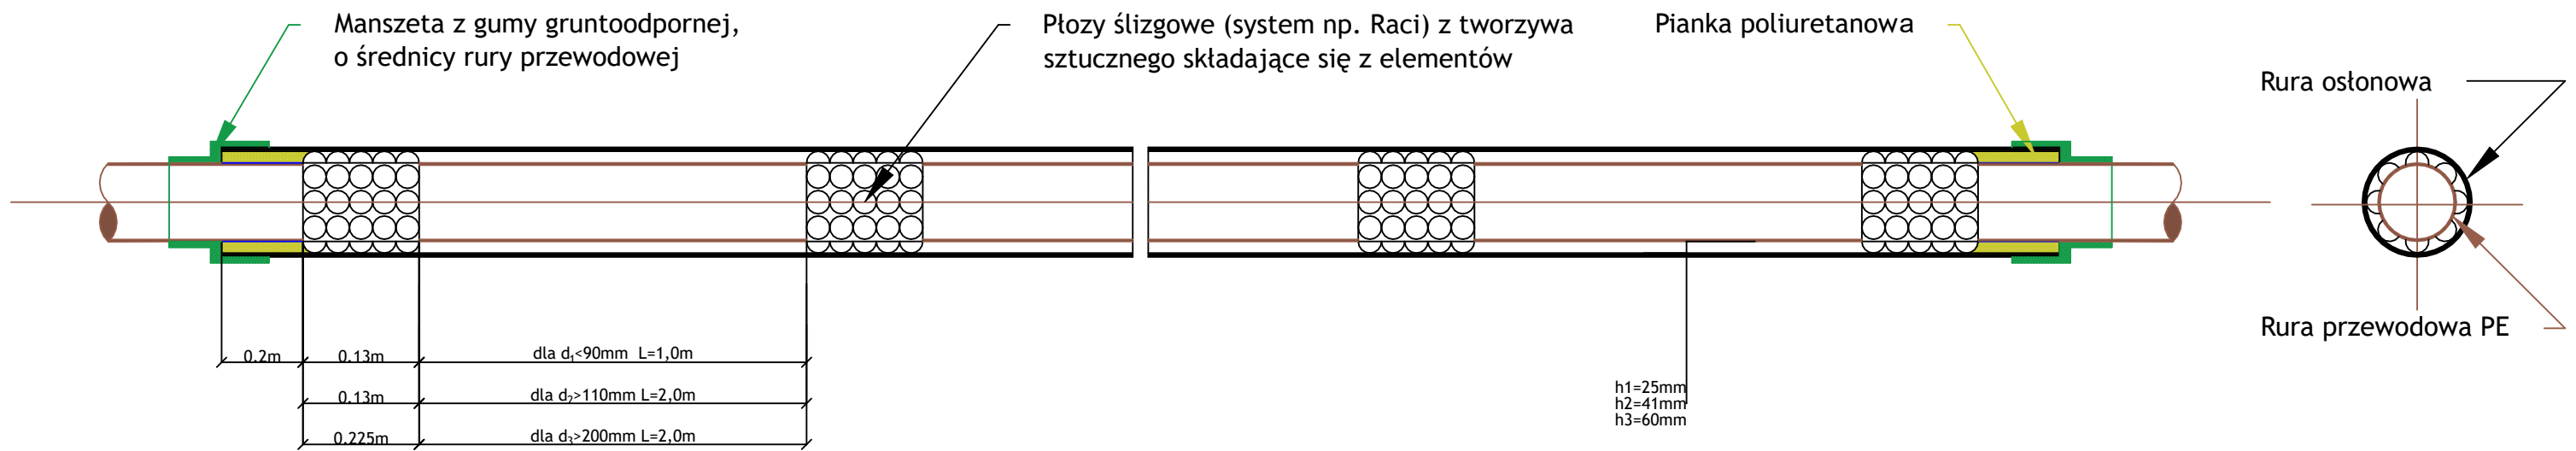 Manszeta z gumy gruntoodpornej,
o średnicy rury przewodowej
Płozy ślizgowe (system np. Raci) z tworzywa
sztucznego składające się z elementów
Pianka poliuretanowa
Rura osłonowa
Rura przewodowa PE
0.2m
0.13m
dla d₁<90mm L=1,0m
0.13m
dla d₂>110mm L=2,0m
0.225m
dla d₃>200mm L=2,0m
h1=25mm
h2=41mm
h3=60mm